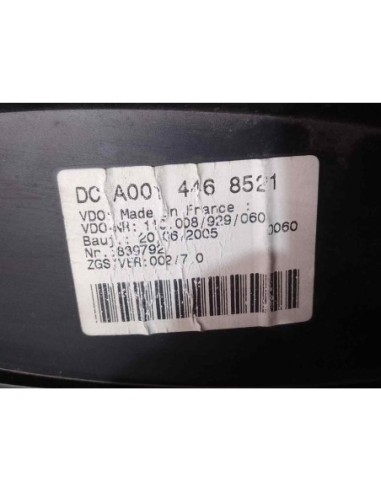 DC A001 446 8521
VDO: Made in France :
VDO-NR: 110.008/929/060
Bauj.: 20.06.2005 0060
Nr.:839792
ZGS/VER:002/7.0